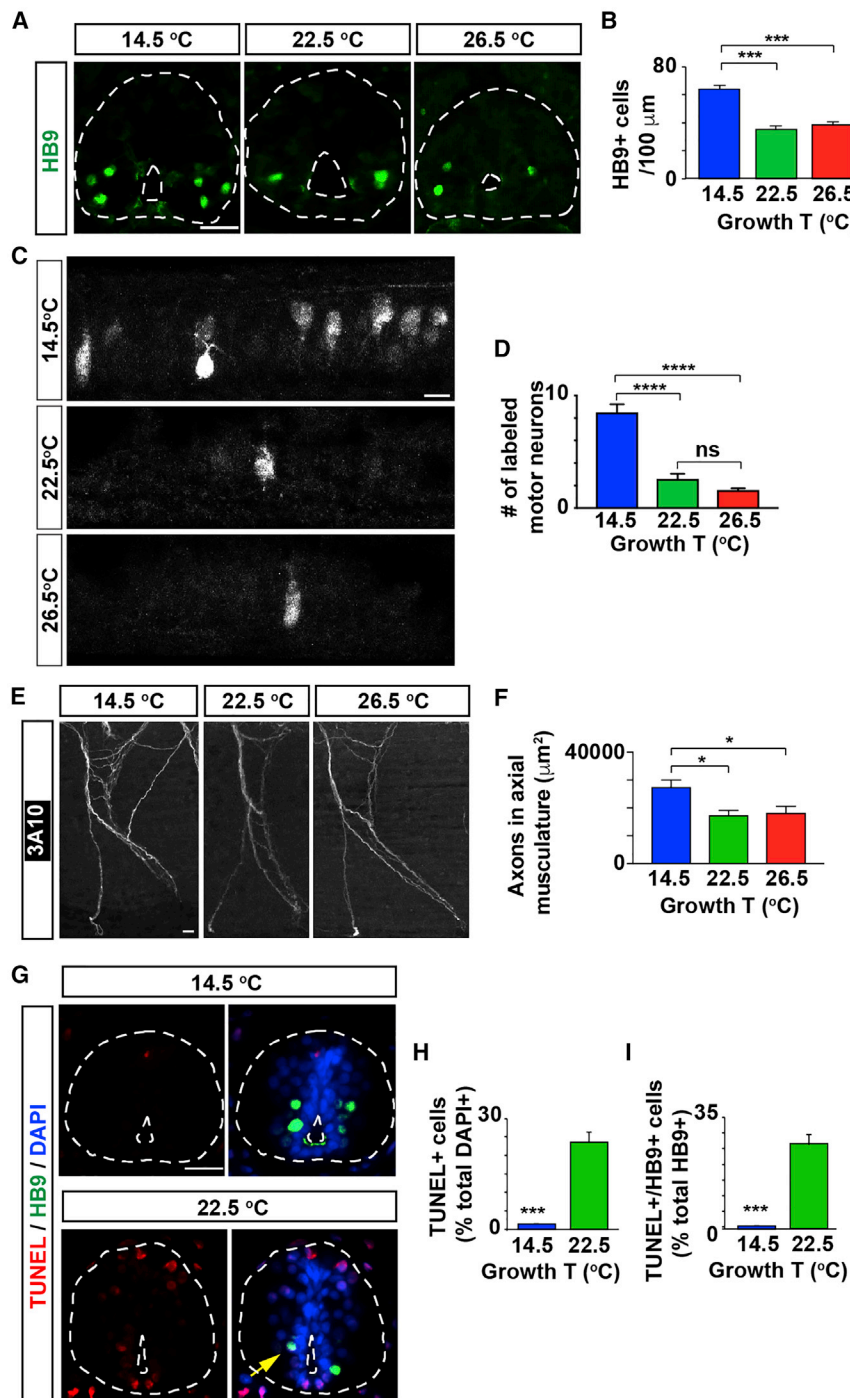 A
14.5 °C
22.5 °C
26.5 °C
HB9
B
***
***
80
0
HB9+ cells
/100 μm
14.5 22.5 26.5
Growth T (°C
C
14.5°C
22.5°C
26.5°C
D
****
****
ns
10
0
# of labeled
motor neurons
14.5 22.5 26.5
Growth T (°C)
E
14.5 °C
22.5 °C
26.5 °C
3A10
F
*
*
40000
0
Axons in axial
musculature (μm²)
14.5 22.5 26.5
Growth T (°C)
G
14.5 °C
22.5 °C
TUNEL / HB9 / DAPI
H
30
0
***
TUNEL+ cells
(% total DAPI+)
14.5 22.5
Growth T (°C)
I
35
0
***
TUNEL+/HB9+ cells
(% total HB9+)
14.5 22.5
Growth T (°C)